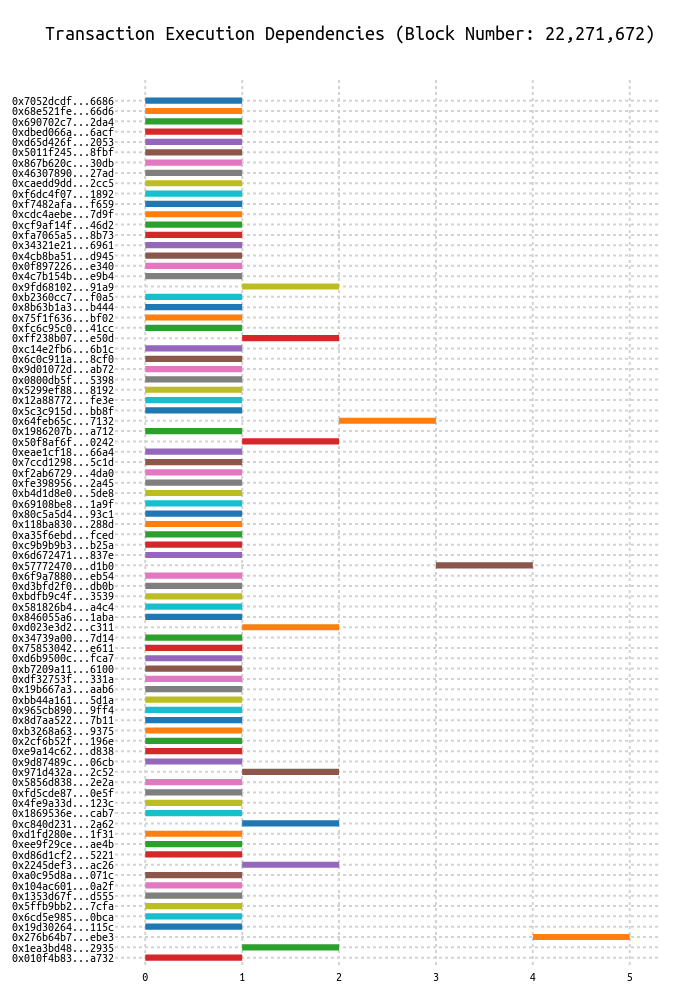 Transaction Execution Dependencies (Block Number: 22,271,672)
0x7052dcdf...6686
0x68e521fe...66d6
0x690702c7...2da4
0xdbed066a...6acf
0xd65d426f...2053
0x5011f245...8fbf
0x867b620c...30db
0x46307890...27ad
0xcaedd9dd...2cc5
0xf6dc4f07...1892
0xf7482afa...f659
0xcdc4aebe...7d9f
0xcf9af14f...46d2
0xfa7065a5...8b73
0x34321e21...6961
0x4cb8ba51...d945
0x0f897226...e340
0x4c7b154b...e9b4
0x9fd68102...91a9
0xb2360cc7...f0a5
0x8b63b1a3...b444
0x75f1f636...bf02
0xfc6c95c0...41cc
0xff238b07...e50d
0xc14e2fb6...6b1c
0x6c0c911a...8cf0
0x9d01072d...ab72
0x0800db5f...5398
0x5299ef88...8192
0x12a88772...fe3e
0x5c3c915d...bb8f
0x64feb65c...7132
0x1986207b...a712
0x50f8af6f...0242
0xeae1cf18...66a4
0x7ccd1298...5c1d
0xf2ab6729...4da0
0xfe398956...2a45
0xb4d1d8e0...5de8
0x69108be8...1a9f
0x80c5a5d4...93c1
0x118ba830...288d
0xa35f6ebd...fced
0xc9b9b9b3...b25a
0x6d672471...837e
0x57772470...d1b0
0x6f9a7880...eb54
0xd3bfd2f0...db0b
0xbdfb9c4f...3539
0x581826b4...a4c4
0x846055a6...1aba
0xd023e3d2...c311
0x34739a00...7d14
0x75853042...e611
0xd6b9500c...fca7
0xb7209a11...6100
0xdf32753f...331a
0x19b667a3...aab6
0xbb44a161...5d1a
0x965cb890...9ff4
0x8d7aa522...7b11
0xb3268a63...9375
0x2cf6b52f...196e
0xe9a14c62...d838
0x9d87489c...06cb
0x971d432a...2c52
0x5856d838...2e2a
0xfd5cde87...0e5f
0x4fe9a33d...123c
0x1869536e...cab7
0xc840d231...2a62
0xd1fd280e...1f31
0xee9f29ce...ae4b
0xd86d1cf2...5221
0x2245def3...ac26
0xa0c95d8a...071c
0x104ac601...0a2f
0x1353d67f...d555
0x5ffb9bb2...7cfa
0x6cd5e985...0bca
0x19d30264...115c
0x276b64b7...ebe3
0x1ea3bd48...2935
0x010f4b83...a732
0 1 2 3 4 5